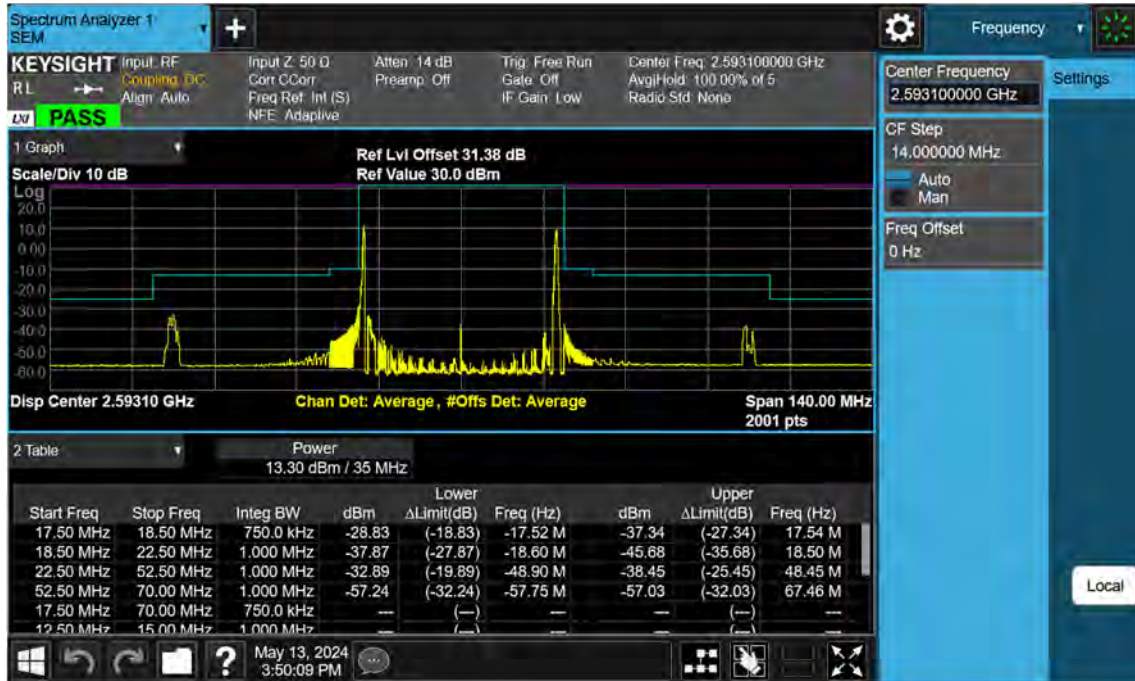 Spectrum Analyzer 1
SEM
Frequency
KEYSIGHT
RL
LXI PASS
Input: RF
Coupling: DC
Align: Auto
Input Z: 50 Ω
Corr CCorr
Freq Ref: Int (S)
NFE: Adaptive
Atten: 14 dB
Preamp: Off
Trig: Free Run
Gate: Off
IF Gain: Low
Center Freq: 2.593100000 GHz
Avg|Hold: 100.00% of 5
Radio Std: None
Center Frequency
2.593100000 GHz
Settings
CF Step
14.000000 MHz
Auto
Man
Freq Offset
0 Hz
1 Graph
Scale/Div 10 dB
Ref Lvl Offset 31.38 dB
Ref Value 30.0 dBm
Log
20.0
10.0
0.00
-10.0
-20.0
-30.0
-40.0
-50.0
-60.0
Disp Center 2.59310 GHz
Chan Det: Average, #Offs Det: Average
Span 140.00 MHz
2001 pts
2 Table
Power
13.30 dBm / 35 MHz
Lower Upper
Start Freq Stop Freq Integ BW dBm ΔLimit(dB) Freq (Hz) dBm ΔLimit(dB) Freq (Hz)
17.50 MHz 18.50 MHz 750.0 kHz -28.83 (-18.83) -17.52 M -37.34 (-27.34) 17.54 M
18.50 MHz 22.50 MHz 1.000 MHz -37.87 (-27.87) -18.60 M -45.68 (-35.68) 18.50 M
22.50 MHz 52.50 MHz 1.000 MHz -32.89 (-19.89) -48.90 M -38.45 (-25.45) 48.45 M
52.50 MHz 70.00 MHz 1.000 MHz -57.24 (-32.24) -57.75 M -57.03 (-32.03) 67.46 M
17.50 MHz 70.00 MHz 750.0 kHz --- (---) --- --- (---) ---
12.50 MHz 15.00 MHz 1.000 MHz --- (---) --- --- (---) ---
Local
?
May 13, 2024
3:50:09 PM